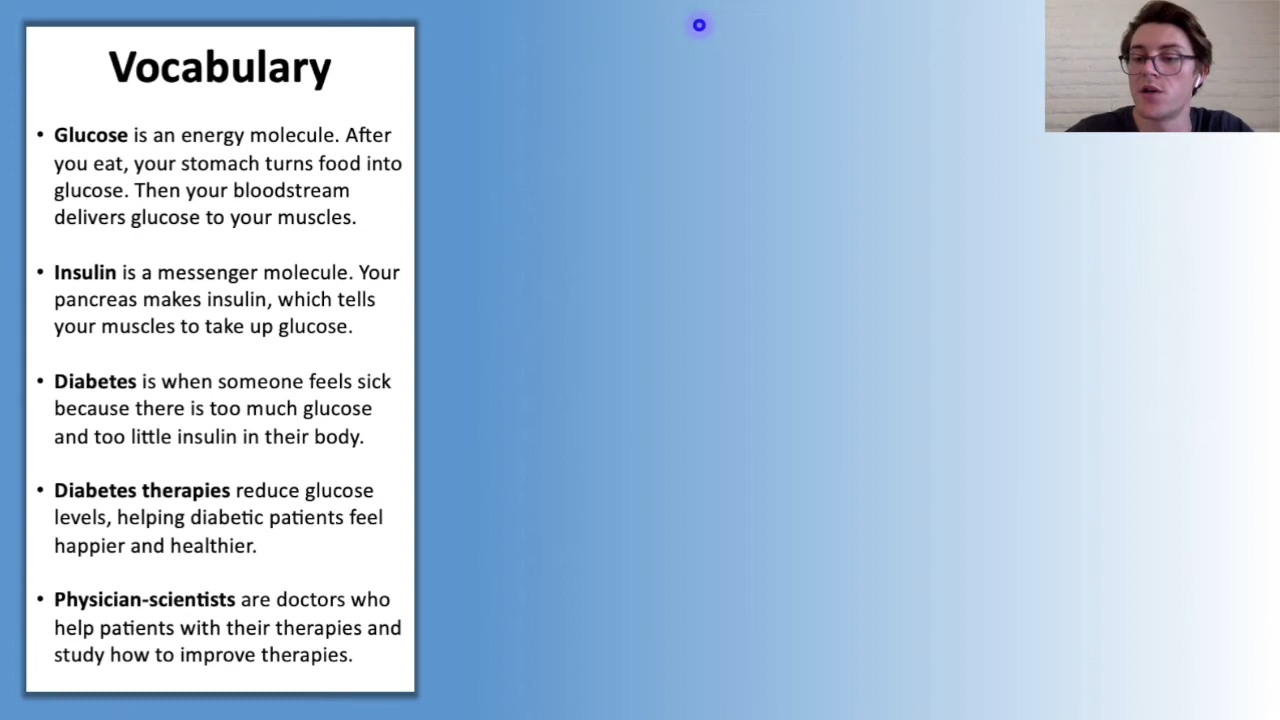 Vocabulary
• Glucose is an energy molecule. After
you eat, your stomach turns food into
glucose. Then your bloodstream
delivers glucose to your muscles.
• Insulin is a messenger molecule. Your
pancreas makes insulin, which tells
your muscles to take up glucose.
• Diabetes is when someone feels sick
because there is too much glucose
and too little insulin in their body.
• Diabetes therapies reduce glucose
levels, helping diabetic patients feel
happier and healthier.
• Physician-scientists are doctors who
help patients with their therapies and
study how to improve therapies.